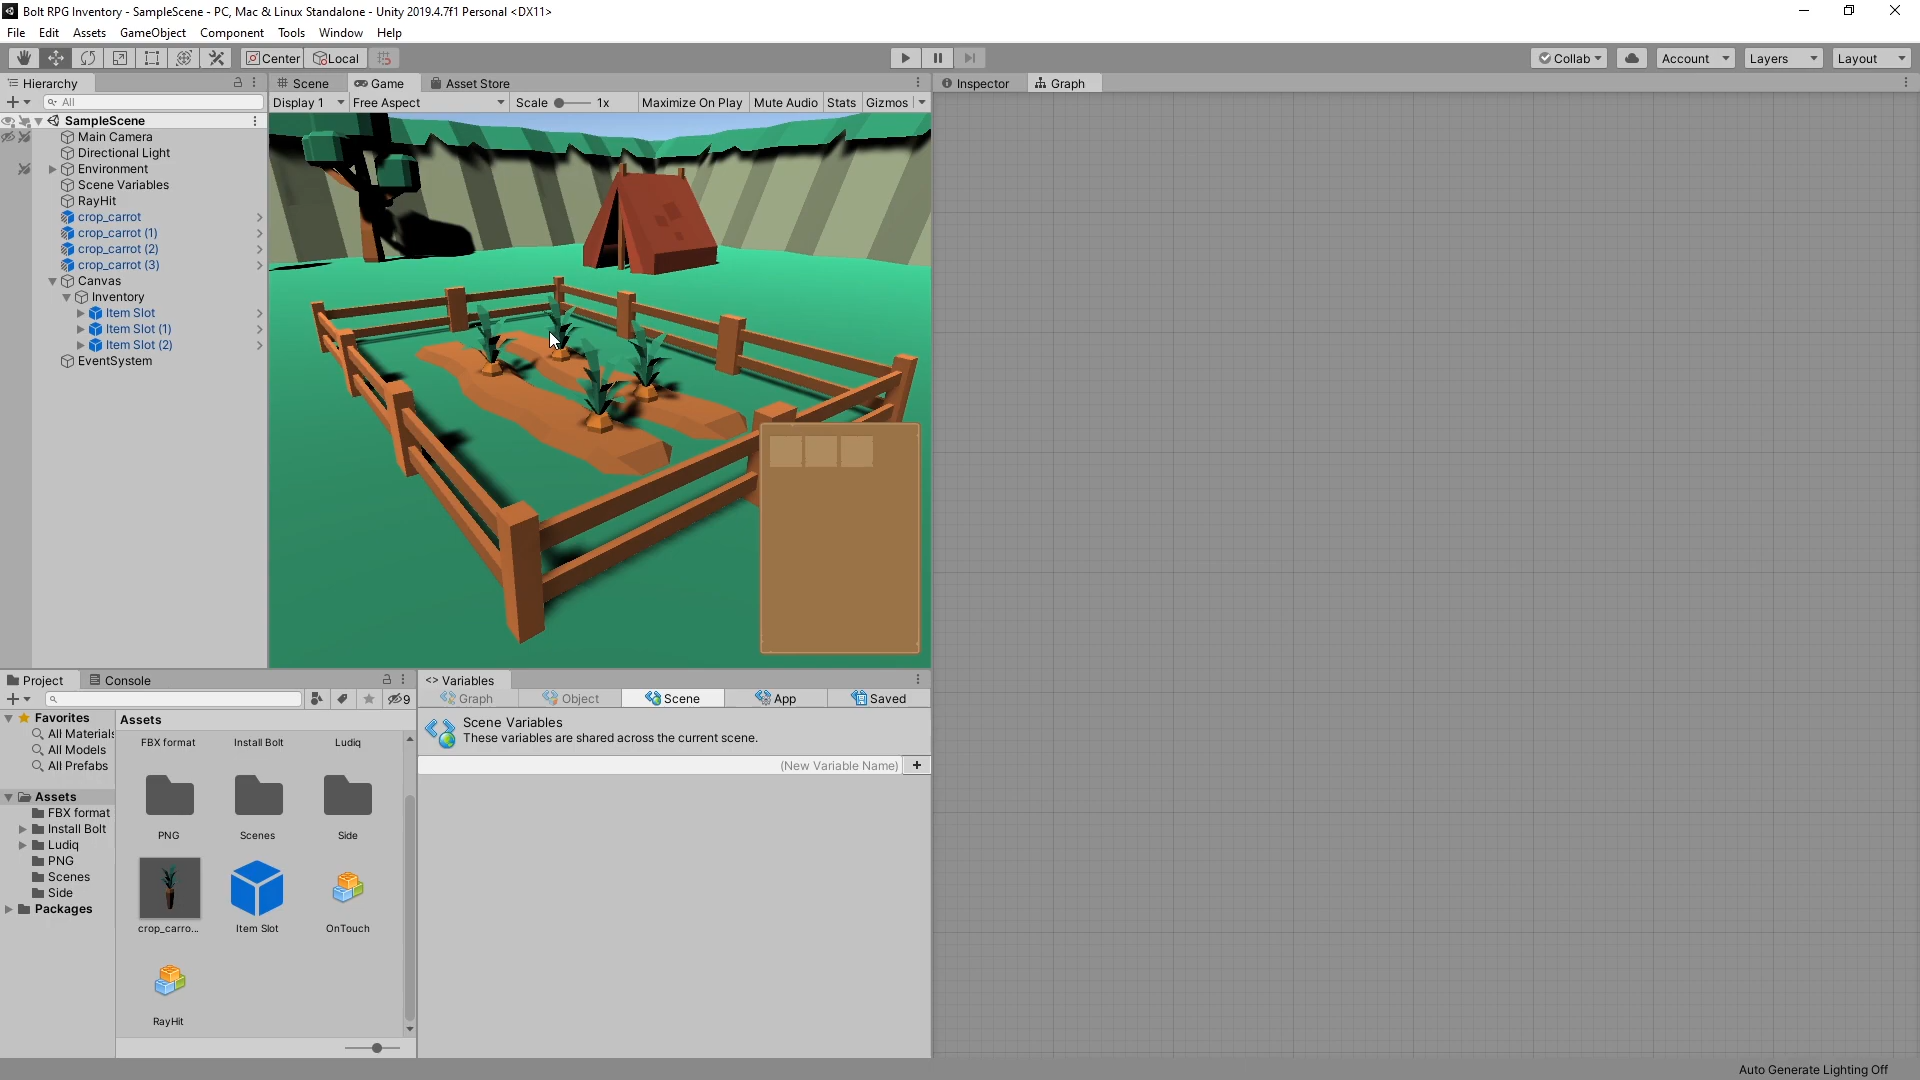 Bolt RPG Inventory - SampleScene - PC, Mac & Linux Standalone - Unity 2019.4.7f1 Personal <DX11>
File Edit Assets GameObject Component Tools Window Help
Center Local Collab Account Layers Layout
Hierarchy
All
SampleScene
Main Camera
Directional Light
Environment
Scene Variables
RayHit
crop_carrot
crop_carrot (1)
crop_carrot (2)
crop_carrot (3)
Canvas
Inventory
Item Slot
Item Slot (1)
Item Slot (2)
EventSystem
Scene Game Asset Store
Display 1 Free Aspect Scale 1x Maximize On Play Mute Audio Stats Gizmos
Inspector Graph
Project Console
9
Favorites
All Materials
All Models
All Prefabs
Assets
FBX format
Install Bolt
Ludiq
PNG
Scenes
Side
Packages
Assets
FBX format Install Bolt Ludiq
PNG Scenes Side
crop_carro... Item Slot OnTouch
RayHit
<> Variables
Graph Object Scene App Saved
Scene Variables
These variables are shared across the current scene.
(New Variable Name) +
Auto Generate Lighting Off